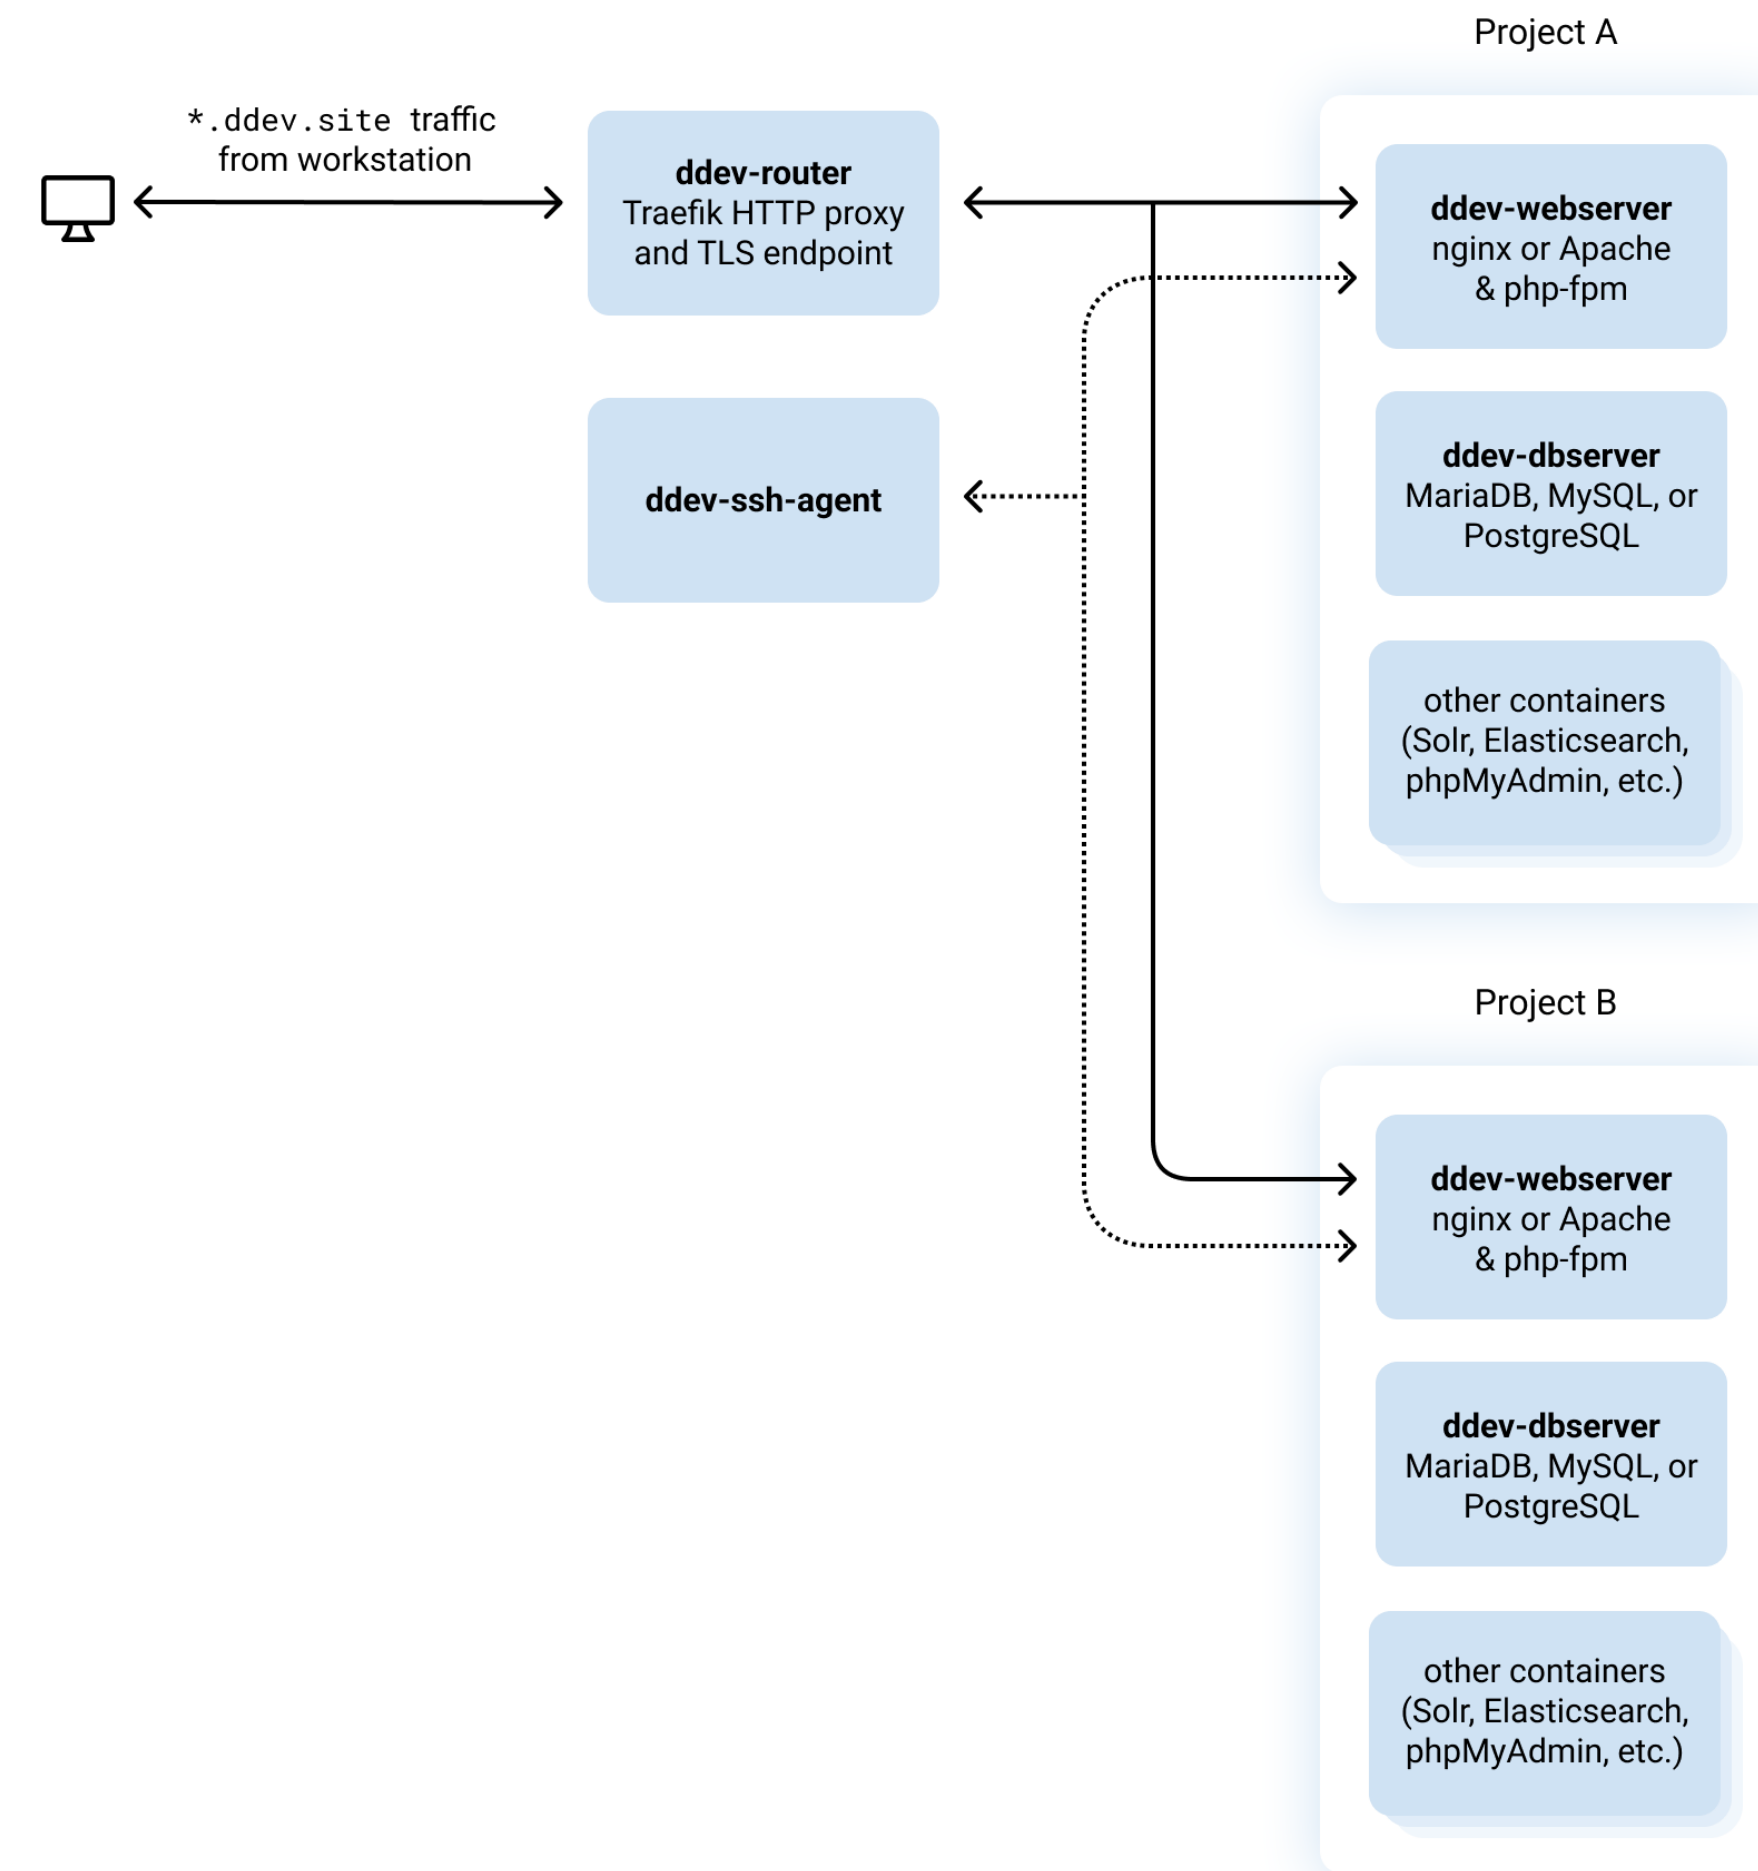 Project A
*.ddev.site traffic
from workstation
ddev-router
Traefik HTTP proxy
and TLS endpoint
ddev-ssh-agent
ddev-webserver
nginx or Apache
& php-fpm
ddev-dbserver
MariaDB, MySQL, or
PostgreSQL
other containers
(Solr, Elasticsearch,
phpMyAdmin, etc.)
Project B
ddev-webserver
nginx or Apache
& php-fpm
ddev-dbserver
MariaDB, MySQL, or
PostgreSQL
other containers
(Solr, Elasticsearch,
phpMyAdmin, etc.)